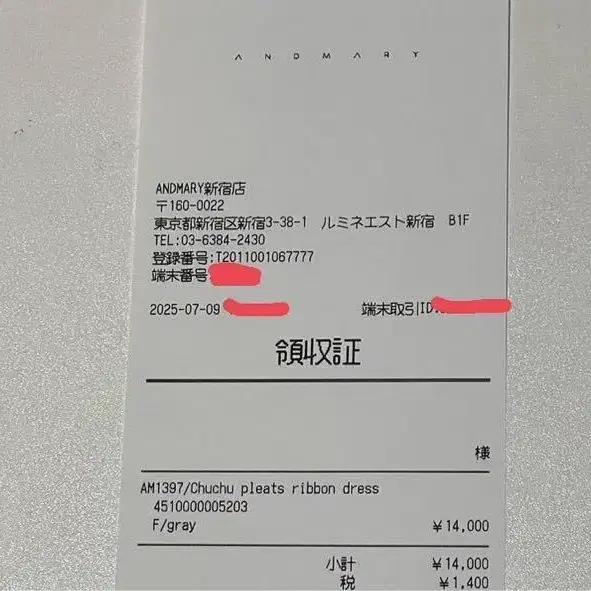 ANDMARY
ANDMARY新宿店
〒160-0022
東京都新宿区新宿3-38-1 ルミネエスト新宿 B1F
TEL:03-6384-2430
登録番号:T2011001067777
端末番号
2025-07-09 端末取引ID:
領収証
様
AM1397/Chuchu pleats ribbon dress
4510000005203
F/gray ¥14,000
小計 ¥14,000
税 ¥1,400